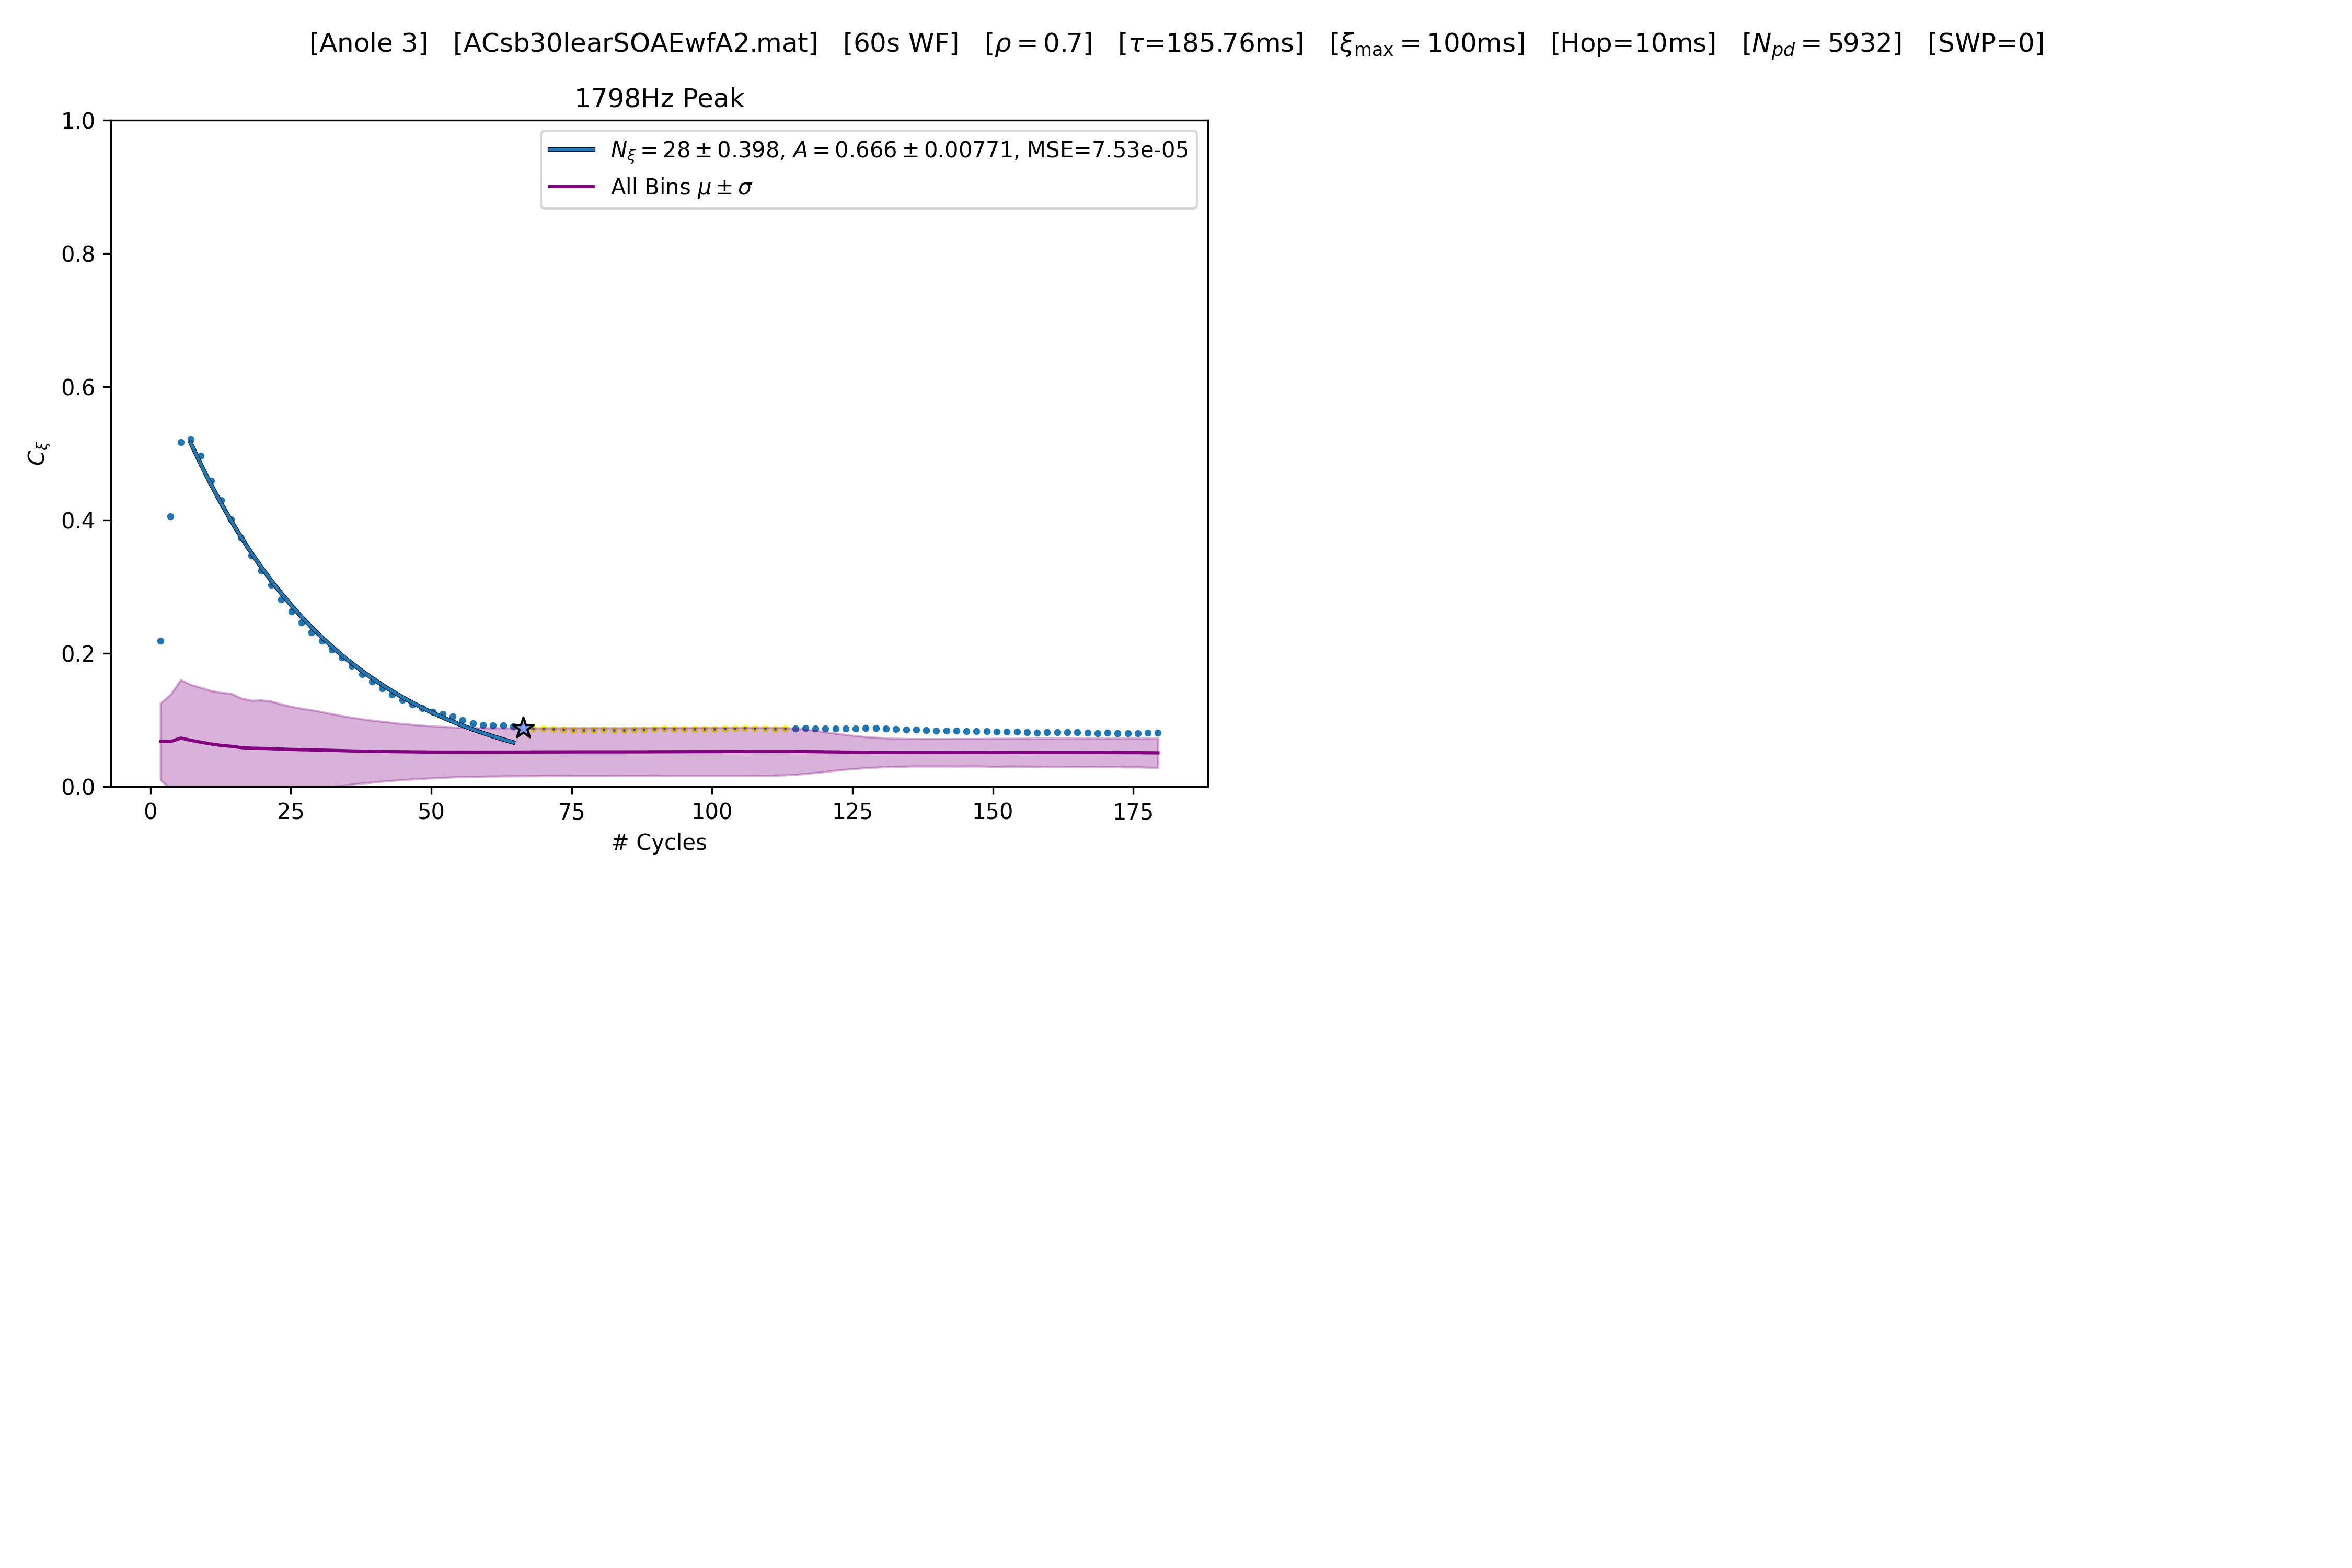 [Anole 3] [ACsb30learSOAEwfA2.mat] [60s WF] [ρ = 0.7] [τ=185.76ms] [ξmax = 100ms] [Hop=10ms] [Npd = 5932] [SWP=0]
1798Hz Peak
Nξ = 28 ± 0.398, A = 0.666 ± 0.00771, MSE=7.53e-05
All Bins μ ± σ
1.0
0.8
0.6
0.4
0.2
0.0
Cξ
0 25 50 75 100 125 150 175
# Cycles